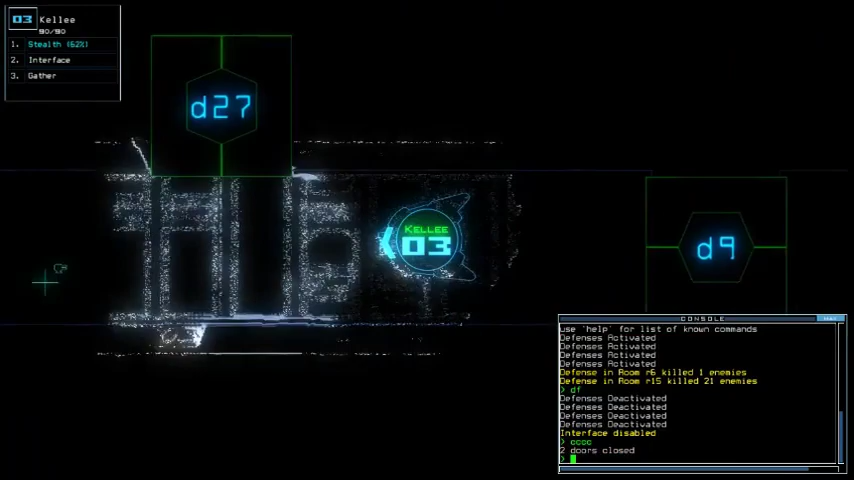 03 Kellee
90/90
1. Stealth (62%)
2. Interface
3. Gather
d27
KELLEE
03
d9
CONSOLE
use 'help' for list of known commands
Defenses Activated
Defenses Activated
Defenses Activated
Defenses Activated
Defense in Room r6 killed 1 enemies
Defense in Room r15 killed 21 enemies
> df
Defenses Deactivated
Defenses Deactivated
Defenses Deactivated
Defenses Deactivated
Interface disabled
> cccc
2 doors closed
>